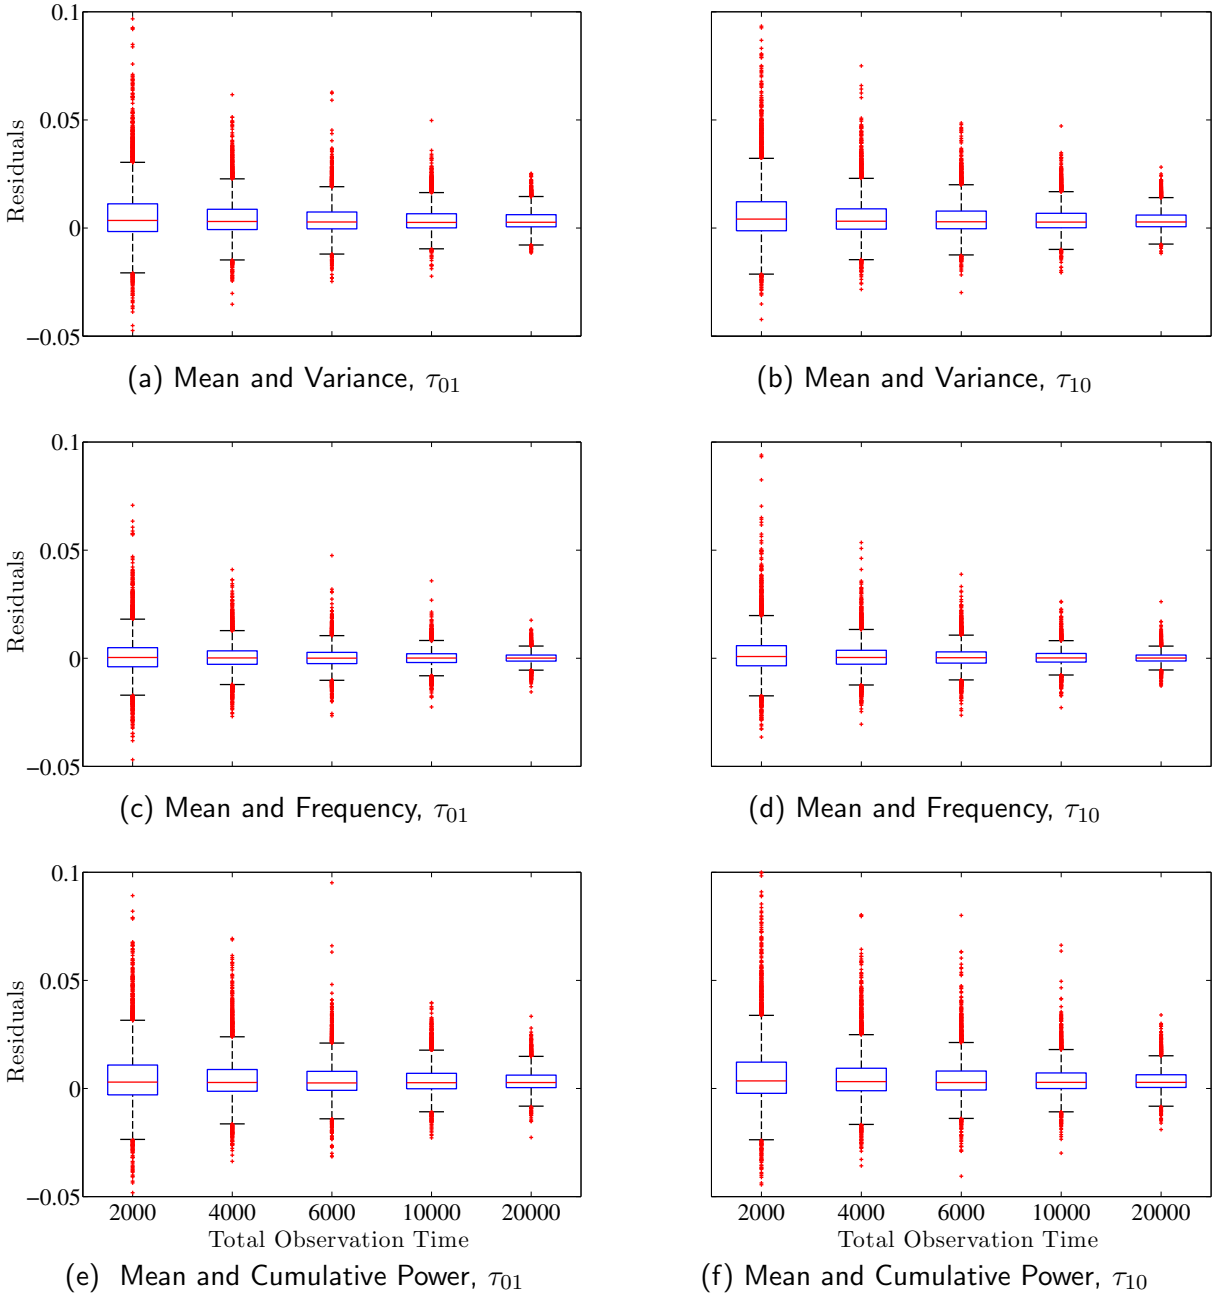 0.1
0.05
0
−0.05
Residuals
(a) Mean and Variance, τ01
(b) Mean and Variance, τ10
0.1
0.05
0
−0.05
Residuals
(c) Mean and Frequency, τ01
(d) Mean and Frequency, τ10
0.1
0.05
0
−0.05
Residuals
2000 4000 6000 10000 20000
Total Observation Time
2000 4000 6000 10000 20000
Total Observation Time
(e) Mean and Cumulative Power, τ01
(f) Mean and Cumulative Power, τ10